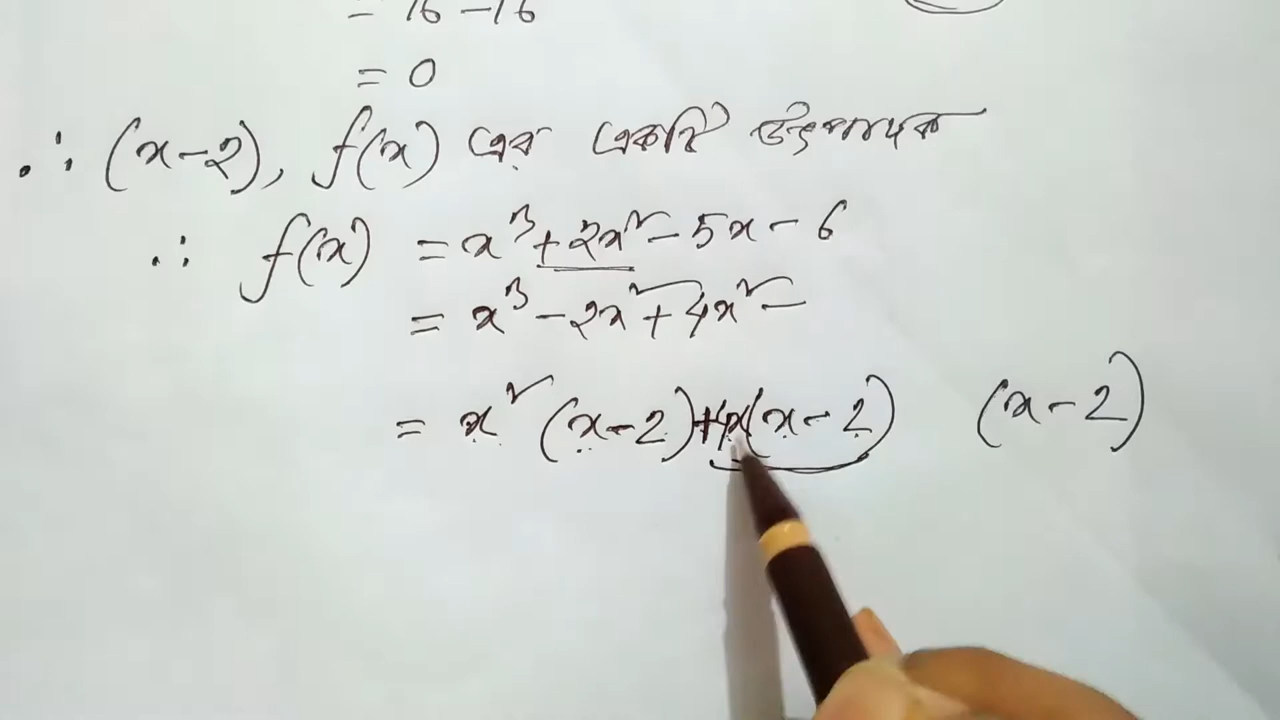 = 16 - 16
= 0
∴ (x-2), f(x) এর একটি উৎপাদক
∴ f(x) = x³ + 2x² - 5x - 6
= x³ - 2x² + 4x² -
= x² (x-2) + 4x(x-2) (x-2)